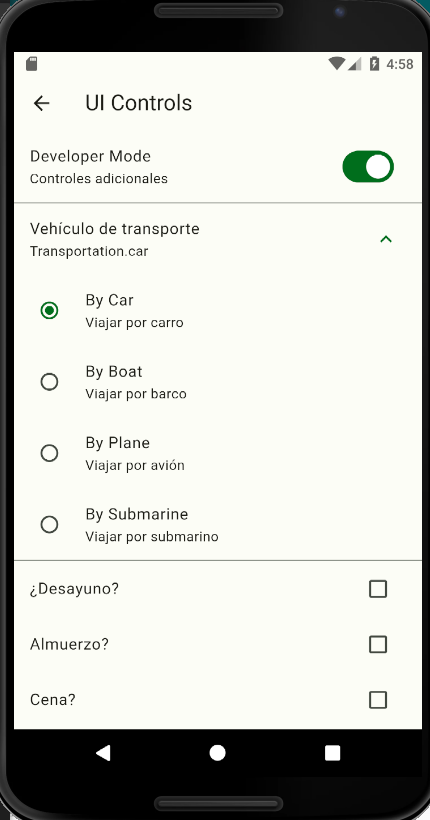 4:58
UI Controls
Developer Mode
Controles adicionales
Vehículo de transporte
Transportation.car
By Car
Viajar por carro
By Boat
Viajar por barco
By Plane
Viajar por avión
By Submarine
Viajar por submarino
¿Desayuno?
Almuerzo?
Cena?